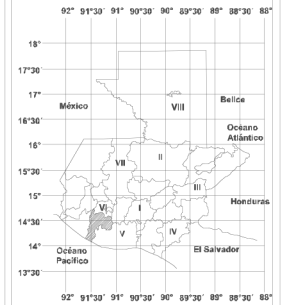 92° 91°30' 91° 90°30' 90° 89°30' 89° 88°30' 88°
18°
17°30'
17°
México
VIII
Belice
16°30'
Océano
Atlántico
16°
VII
II
15°30'
III
15°
Honduras
VI
I
14°30'
V
IV
14°
Océano
Pacífico
El Salvador
13°30'
92° 91°30' 91° 90°30' 90° 89°30' 89° 88°30' 88°